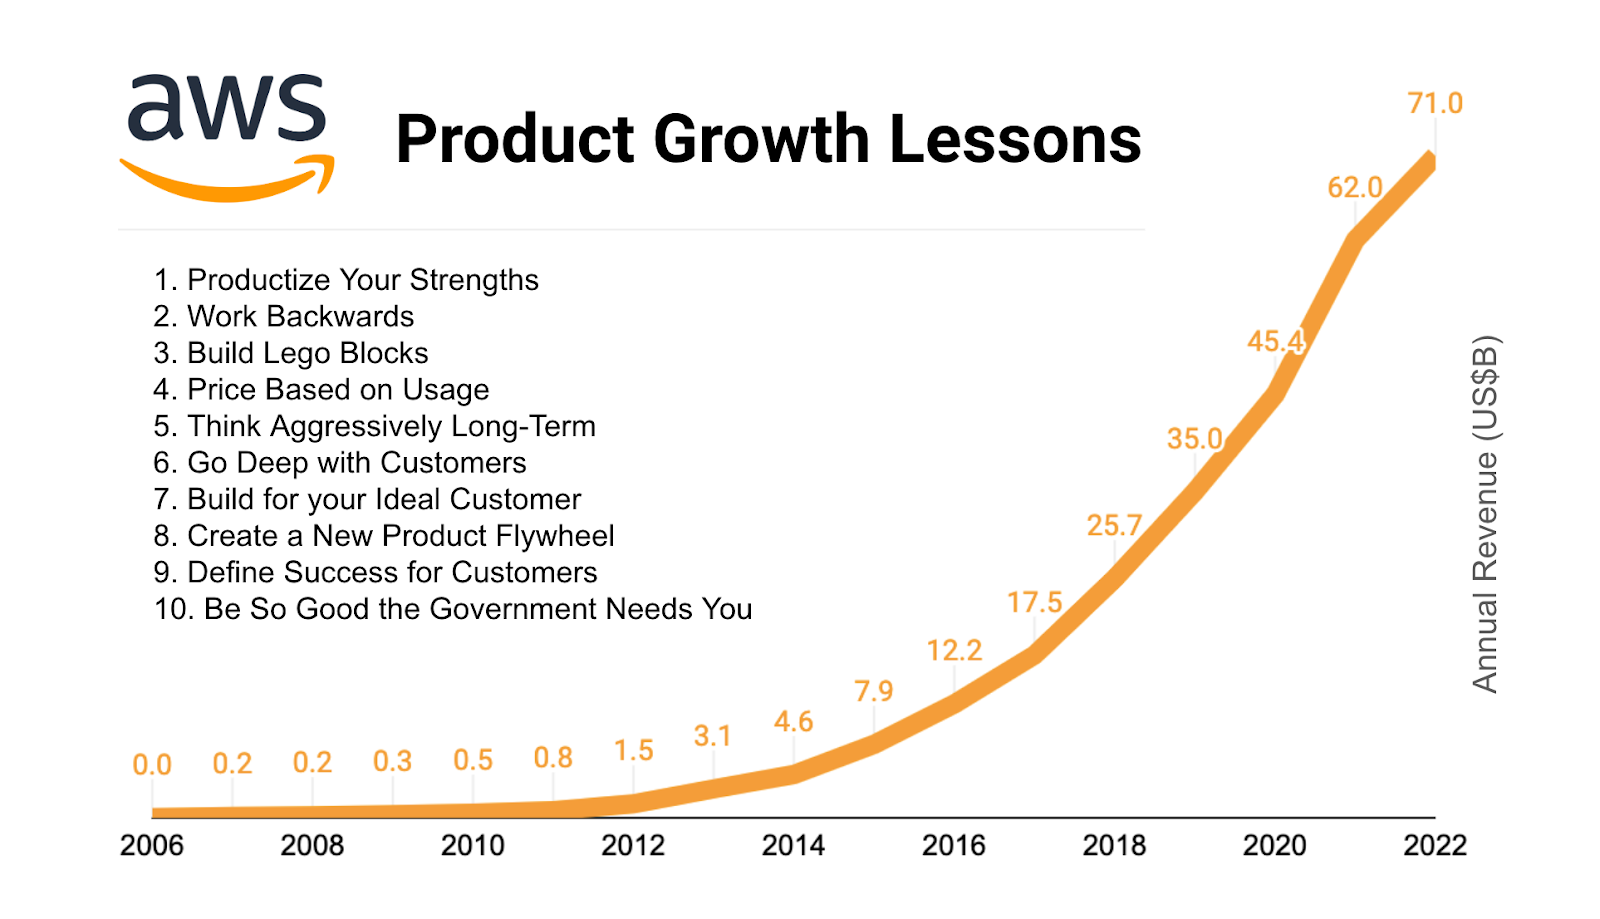 aws
Product Growth Lessons
1. Productize Your Strengths
2. Work Backwards
3. Build Lego Blocks
4. Price Based on Usage
5. Think Aggressively Long-Term
6. Go Deep with Customers
7. Build for your Ideal Customer
8. Create a New Product Flywheel
9. Define Success for Customers
10. Be So Good the Government Needs You
0.0
0.2
0.2
0.3
0.5
0.8
1.5
3.1
4.6
7.9
12.2
17.5
25.7
35.0
45.4
62.0
71.0
Annual Revenue (US$B)
2006 2008 2010 2012 2014 2016 2018 2020 2022